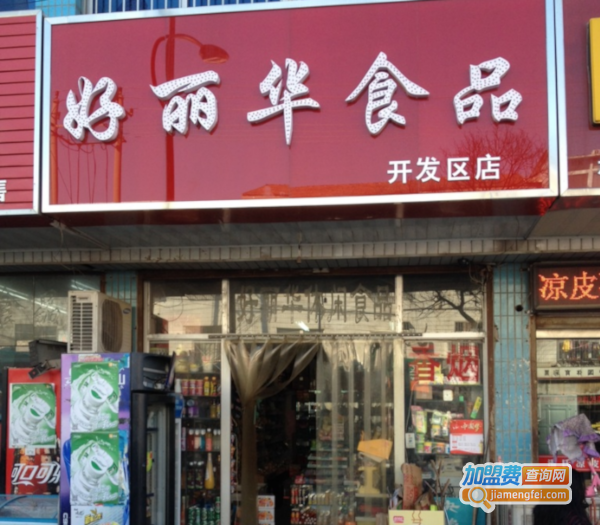 好丽华食品
开发区店
售
好丽华休闲食品
凉皮
香烟
可口可
加盟费查询网
jiamengfei.com